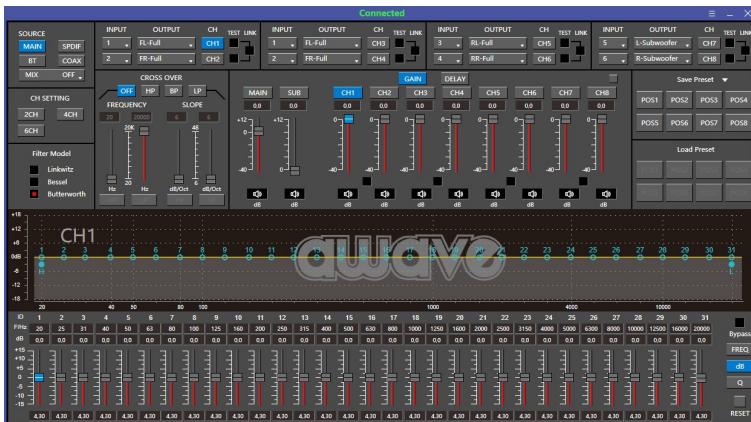 Connected
SOURCE
MAIN SPDIF
BT COAX
MIX OFF
INPUT OUTPUT CH TEST LINK
1 FL-Full CH1
2 FR-Full CH2
INPUT OUTPUT CH TEST LINK
1 FL-Full CH3
2 FR-Full CH4
INPUT OUTPUT CH TEST LINK
3 RL-Full CH5
4 RR-Full CH6
INPUT OUTPUT CH TEST LINK
5 L-Subwoofer CH7
6 R-Subwoofer CH8
CH SETTING
2CH 4CH
6CH
Filter Model
Linkwitz
Bessel
Butterworth
CROSS OVER
OFF HP BP LP
FREQUENCY SLOPE
20 20000 6 6
20K 48
20 6
Hz Hz dB/Oct dB/Oct
GAIN DELAY
MAIN SUB CH1 CH2 CH3 CH4 CH5 CH6 CH7 CH8
0,0 0,0 0,0 0,0 0,0 0,0 0,0 0,0 0,0 0,0
+12 +12 0 0 0 0 0 0 0 0
0
-40 0 -40 -40 -40 -40 -40 -40 -40 -40
dB dB dB dB dB dB dB dB dB dB
Save Preset
POS1 POS2 POS3 POS4
POS5 POS6 POS7 POS8
Load Preset
+18
+12
+6
0dB
-6
-12
-18
CH1
1 2 3 4 5 6 7 8 9 10 11 12 13 14 15 16 17 18 19 20 21 22 23 24 25 26 27 28 29 30 31
H L
awave
20 40 50 80 100 1000 4000 10000
ID 1 2 3 4 5 6 7 8 9 10 11 12 13 14 15 16 17 18 19 20 21 22 23 24 25 26 27 28 29 30 31
F/Hz 20 25 31 40 50 63 80 100 125 160 200 250 315 400 500 630 800 1000 1250 1600 2000 2500 3150 4000 5000 6300 8000 10000 12500 16000 20000
dB 0,0 0,0 0,0 0,0 0,0 0,0 0,0 0,0 0,0 0,0 0,0 0,0 0,0 0,0 0,0 0,0 0,0 0,0 0,0 0,0 0,0 0,0 0,0 0,0 0,0 0,0 0,0 0,0 0,0 0,0 0,0
+15
+10
+5
0
-5
-10
-15
4,30 4,30 4,30 4,30 4,30 4,30 4,30 4,30 4,30 4,30 4,30 4,30 4,30 4,30 4,30 4,30 4,30 4,30 4,30 4,30 4,30 4,30 4,30 4,30 4,30 4,30 4,30 4,30 4,30 4,30 4,30
Bypass
FREQ
dB
Q
RESET